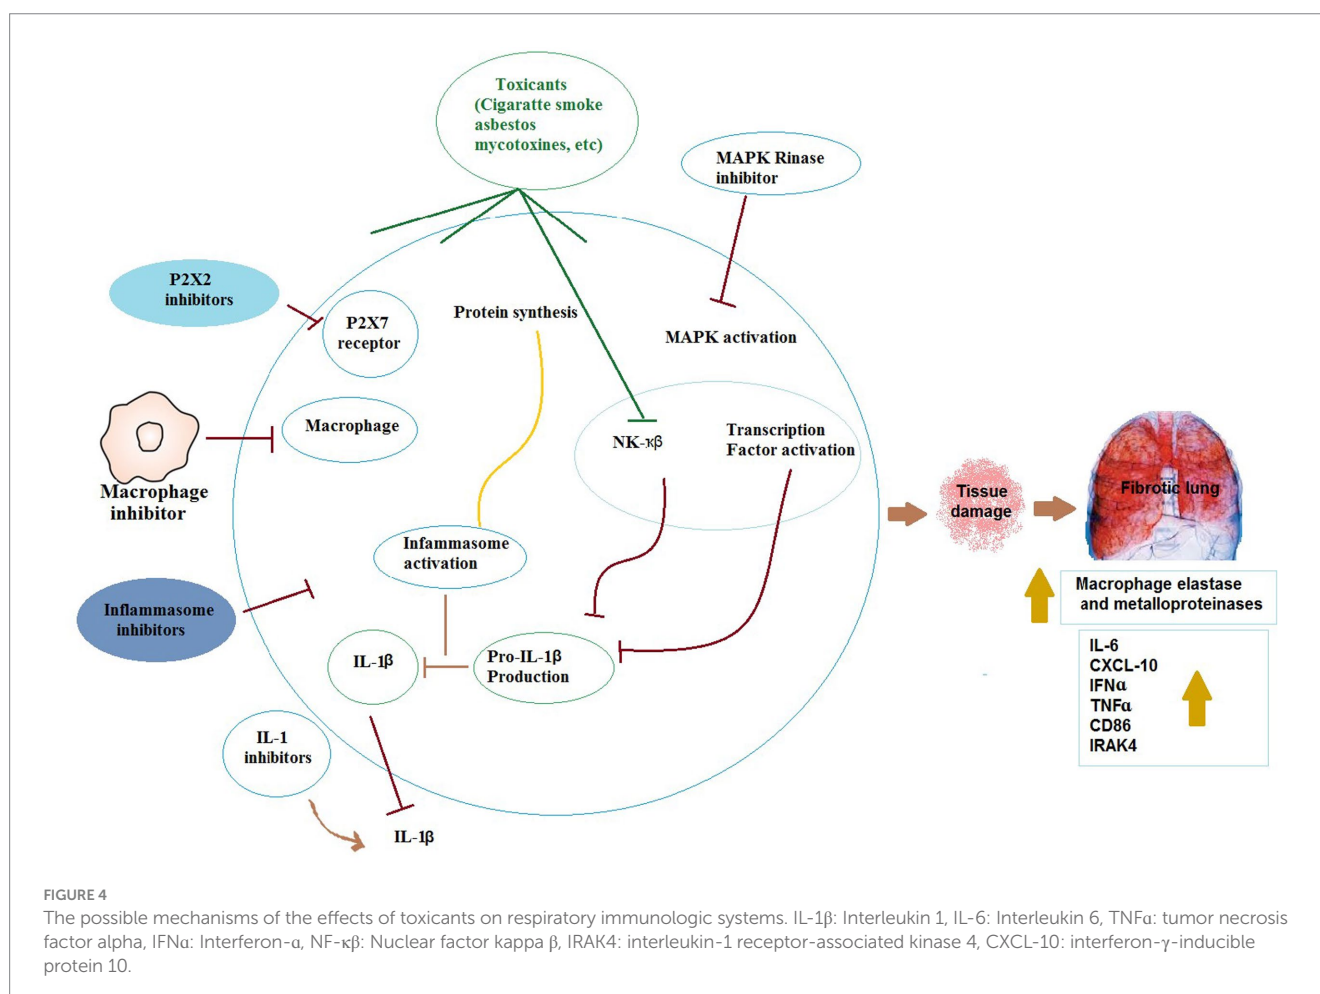 Toxicants
(Cigaratte smoke
asbestos
mycotoxines, etc)
MAPK Rinase
inhibitor
P2X2
inhibitors
P2X7
receptor
Protein synthesis
MAPK activation
Macrophage
Macrophage
inhibitor
NK-κβ
Transcription
Factor activation
Tissue
damage
Fibrotic lung
Infammasome
activation
Inflammasome
inhibitors
IL-1β
Pro-IL-1β
Production
Macrophage elastase
and metalloproteinases
IL-6
CXCL-10
IFNα
TNFα
CD86
IRAK4
IL-1
inhibitors
IL-1β
FIGURE 4
The possible mechanisms of the effects of toxicants on respiratory immunologic systems. IL-1β: Interleukin 1, IL-6: Interleukin 6, TNFα: tumor necrosis
factor alpha, IFNα: Interferon-α, NF-κβ: Nuclear factor kappa β, IRAK4: interleukin-1 receptor-associated kinase 4, CXCL-10: interferon-γ-inducible
protein 10.